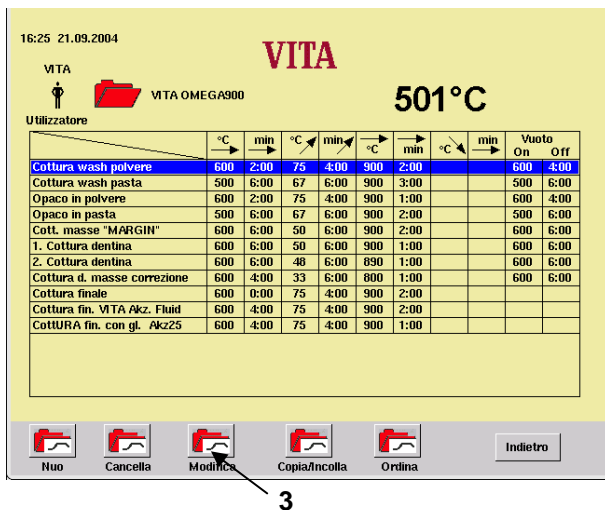 16:25 21.09.2004
VITA
VITA
VITA OMEGA900
501°C
Utilizzatore
°C min °C min °C min °C min Vuoto
On Off
Cottura wash polvere 600 2:00 75 4:00 900 2:00 600 4:00
Cottura wash pasta 500 6:00 67 6:00 900 3:00 500 6:00
Opaco in polvere 600 2:00 75 4:00 900 1:00 600 4:00
Opaco in pasta 500 6:00 67 6:00 900 2:00 500 6:00
Cott. masse "MARGIN" 600 6:00 50 6:00 900 2:00 600 6:00
1. Cottura dentina 600 6:00 50 6:00 900 1:00 600 6:00
2. Cottura dentina 600 6:00 48 6:00 890 1:00 600 6:00
Cottura d. masse correzione 600 4:00 33 6:00 800 1:00 600 6:00
Cottura finale 600 0:00 75 4:00 900 2:00
Cottura fin. VITA Akz. Fluid 600 4:00 75 4:00 900 2:00
CottURA fin. con gl. Akz25 600 4:00 75 4:00 900 1:00
Nuo Cancella Modifica Copia/Incolla Ordina Indietro
3